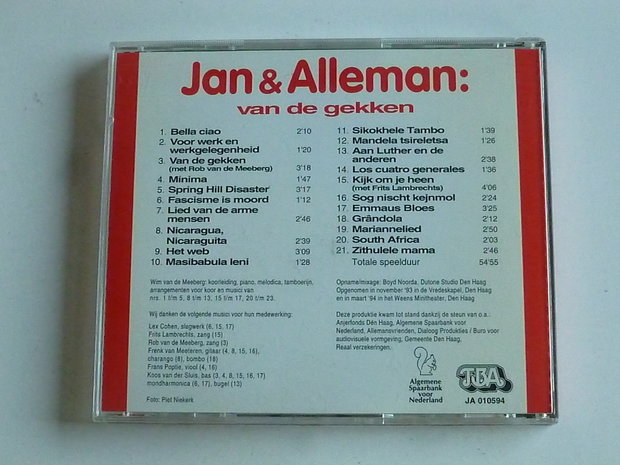 Jan & Alleman:
van de gekken
1. Bella ciao 2'10
2. Voor werk en
werkgelegenheid 1'20
3. Van de gekken
(met Rob van de Meeberg) 3'18
4. Minima 1'47
5. Spring Hill Disaster 3'17
6. Fascisme is moord 1'12
7. Lied van de arme
mensen 2'46
8. Nicaragua,
Nicaraguita 2'39
9. Het web 3'09
10. Masibabula leni 1'28
11. Sikokhele Tambo 1'39
12. Mandela tsireletsa 1'26
13. Aan Luther en de
anderen 2'38
14. Los cuatro generales 1'36
15. Kijk om je heen
(met Frits Lambrechts) 4'06
16. Sog nischt kejnmol 2'24
17. Emmaus Bloes 3'25
18. Grândola 2'12
19. Mariannelied 2'50
20. South Africa 2'03
21. Zithulele mama 2'46
Totale speelduur 54'55
Wim van de Meeberg: koorleiding, piano, melodica, tamboerijn,
arrangementen voor koor en musici van
nrs. 1 t/m 5, 8 t/m 13, 15 t/m 17, 20 t/m 23.
Wij danken de volgende musici voor hun medewerking:
Lex Cohen, slagwerk (6, 15, 17)
Frits Lambrechts, zang (15)
Rob van de Meeberg, zang (3)
Frenk van Meeteren, gitaar (4, 8, 15, 16),
charango (8), bombo (18)
Frans Poptie, viool (4, 16)
Koos van der Sluis, bas (3, 4, 8, 15, 16, 17)
mondharmonica (6, 17), bugel (13)
Foto: Piet Niekerk
Opname/mixage: Boyd Noorda, Dutone Studio Den Haag
Opgenomen in november '93 in de Vredeskapel, Den Haag
en in maart '94 in het Weens Minitheater, Den Haag
Deze produktie kwam tot stand dankzij de steun van o.a.:
Anjerfonds Den Haag, Algemene Spaarbank voor
Nederland, Allemansvrienden, Dialoog Produkties / Buro voor
audiovisuele vormgeving, Gemeente Den Haag,
Reaal verzekeringen.
Algemene
Spaarbank
voor
Nederland
TBA
JA 010594